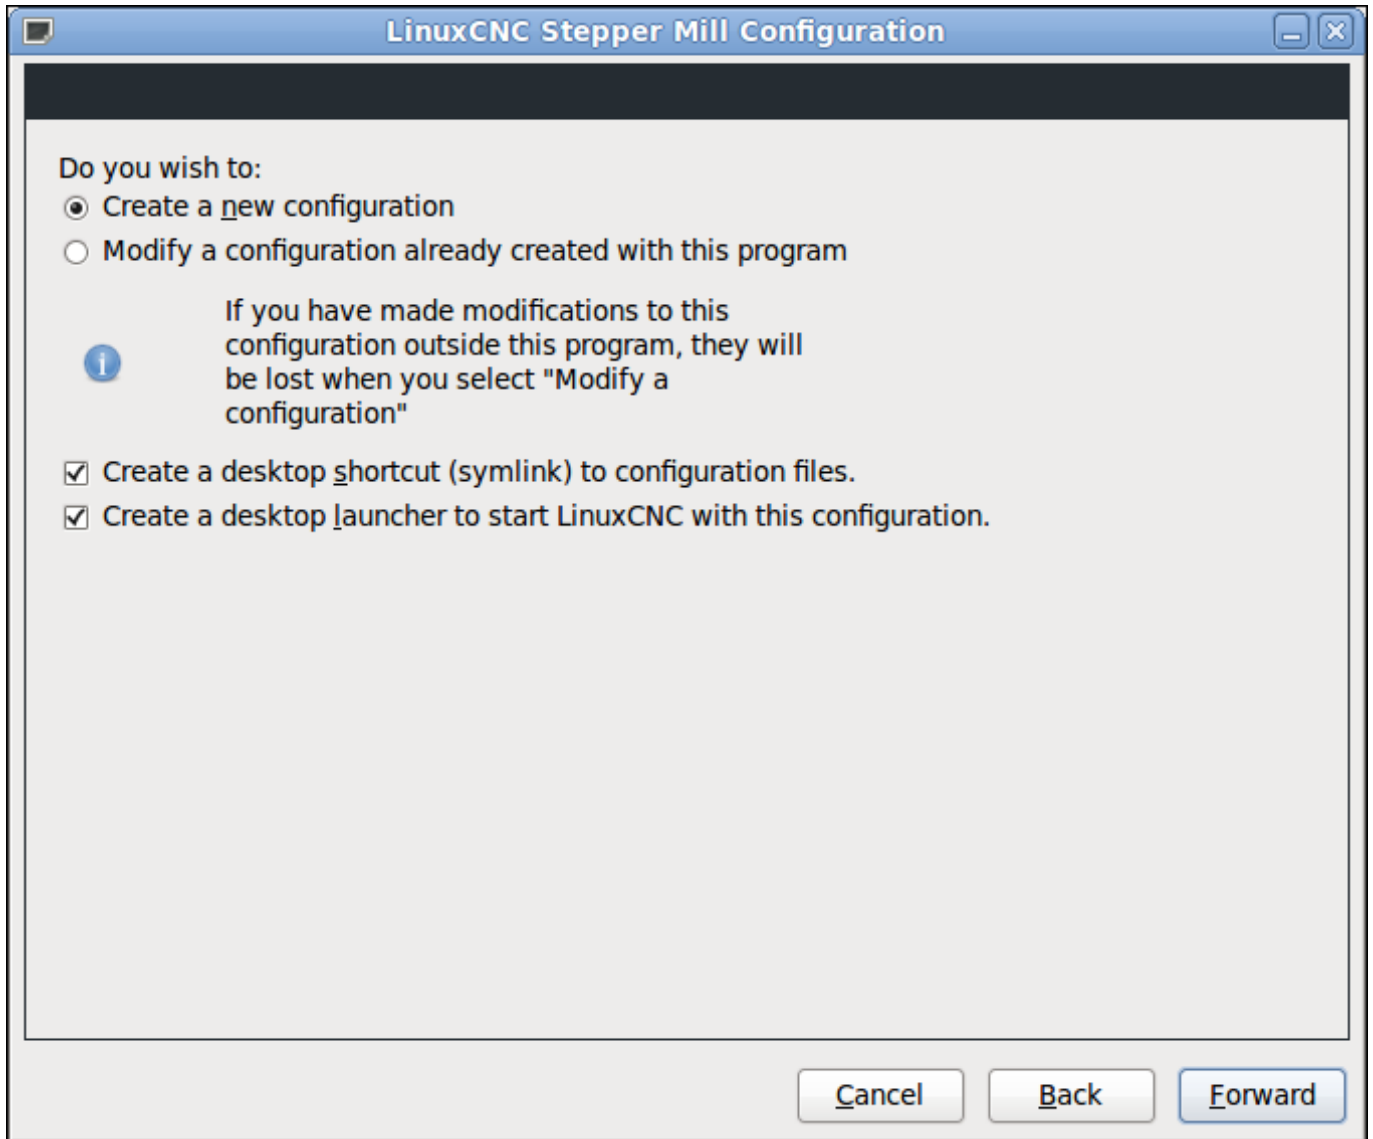 LinuxCNC Stepper Mill Configuration
Do you wish to:
Create a new configuration
Modify a configuration already created with this program
If you have made modifications to this
configuration outside this program, they will
be lost when you select "Modify a
configuration"
Create a desktop shortcut (symlink) to configuration files.
Create a desktop launcher to start LinuxCNC with this configuration.
Cancel Back Forward